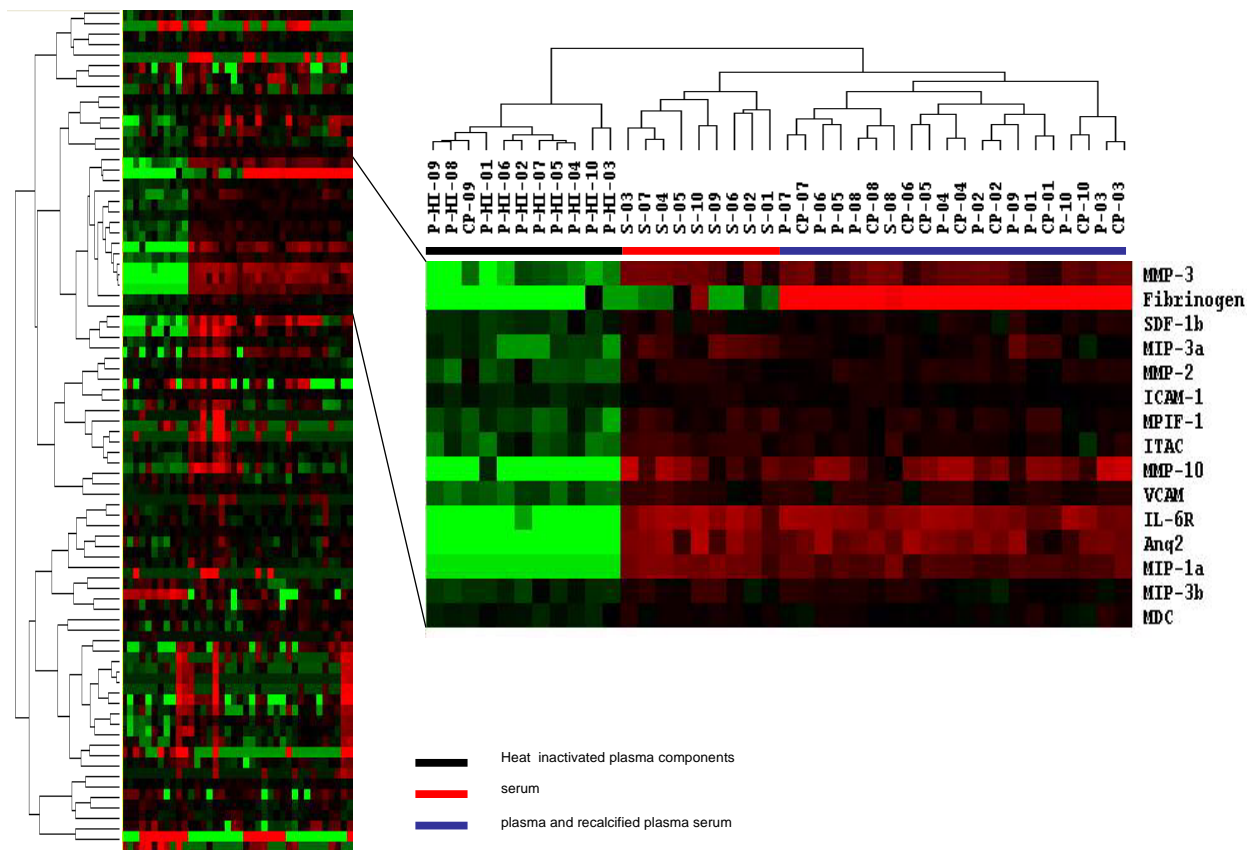 P-HI-09
P-HI-08
CP-09
P-HI-01
P-HI-06
P-HI-02
P-HI-07
P-HI-05
P-HI-04
P-HI-10
P-HI-03
S-03
S-07
S-04
S-05
S-10
S-09
S-06
S-02
S-01
P-07
CP-07
P-06
P-05
P-08
CP-08
S-08
CP-06
CP-05
P-04
CP-04
P-02
CP-02
P-09
P-01
CP-01
P-10
CP-10
P-03
CP-03
MMP-3
Fibrinogen
SDF-1b
MIP-3a
MMP-2
ICAM-1
MPIF-1
ITAC
MMP-10
VCAM
IL-6R
Ang2
MIP-1a
MIP-3b
MDC
Heat inactivated plasma components
serum
plasma and recalcified plasma serum